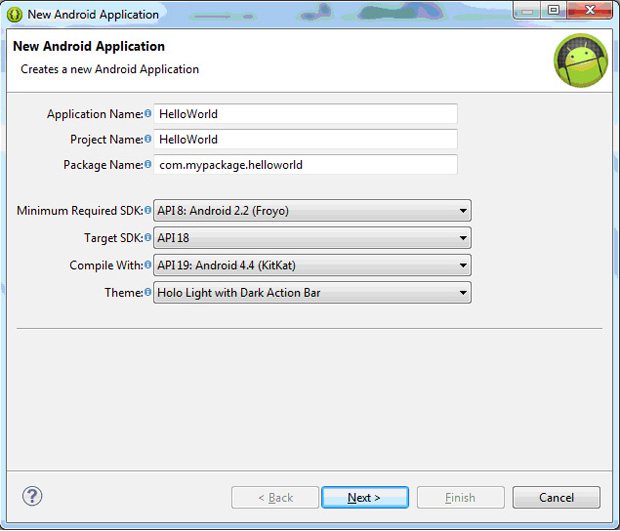 New Android Application
New Android Application
Creates a new Android Application
Application Name: HelloWorld
Project Name: HelloWorld
Package Name: com.mypackage.helloworld
Minimum Required SDK: API 8: Android 2.2 (Froyo)
Target SDK: API 18
Compile With: API 19: Android 4.4 (KitKat)
Theme: Holo Light with Dark Action Bar
? < Back Next > Finish Cancel